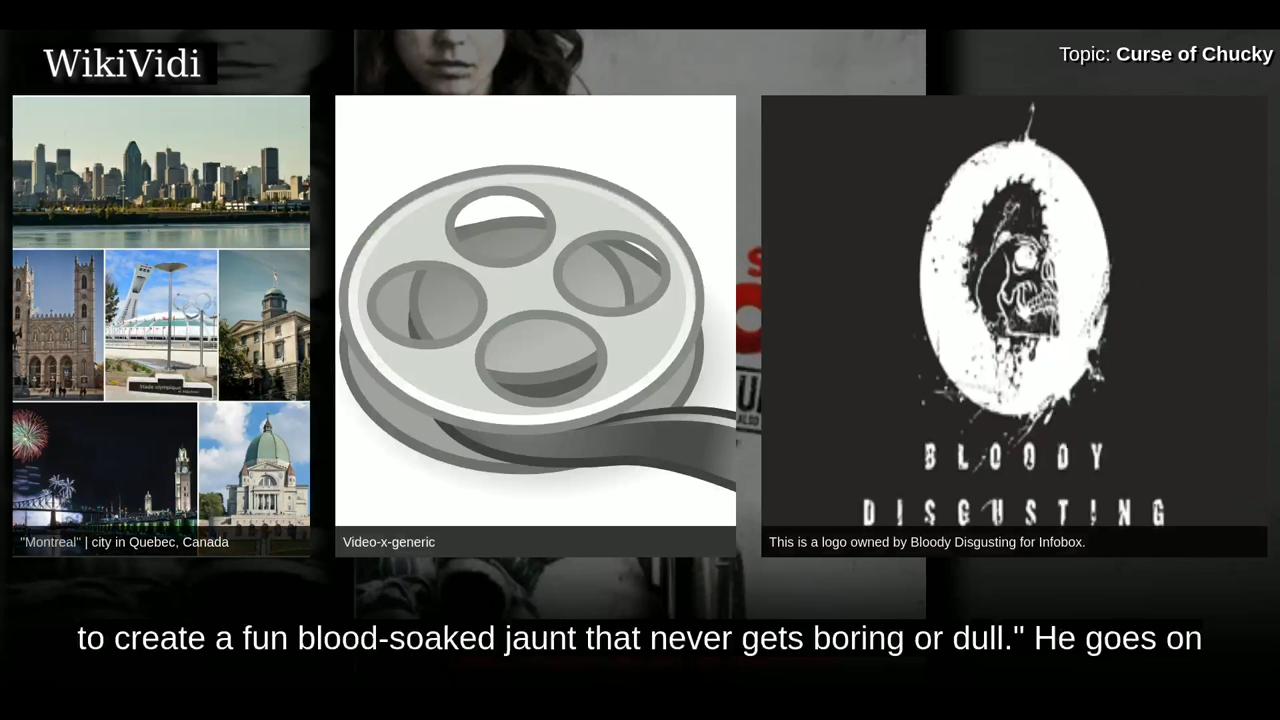 WikiVidi
Topic: Curse of Chucky
BLOODY
DISGUSTING
"Montreal" | city in Quebec, Canada
Video-x-generic
This is a logo owned by Bloody Disgusting for Infobox.
to create a fun blood-soaked jaunt that never gets boring or dull." He goes on